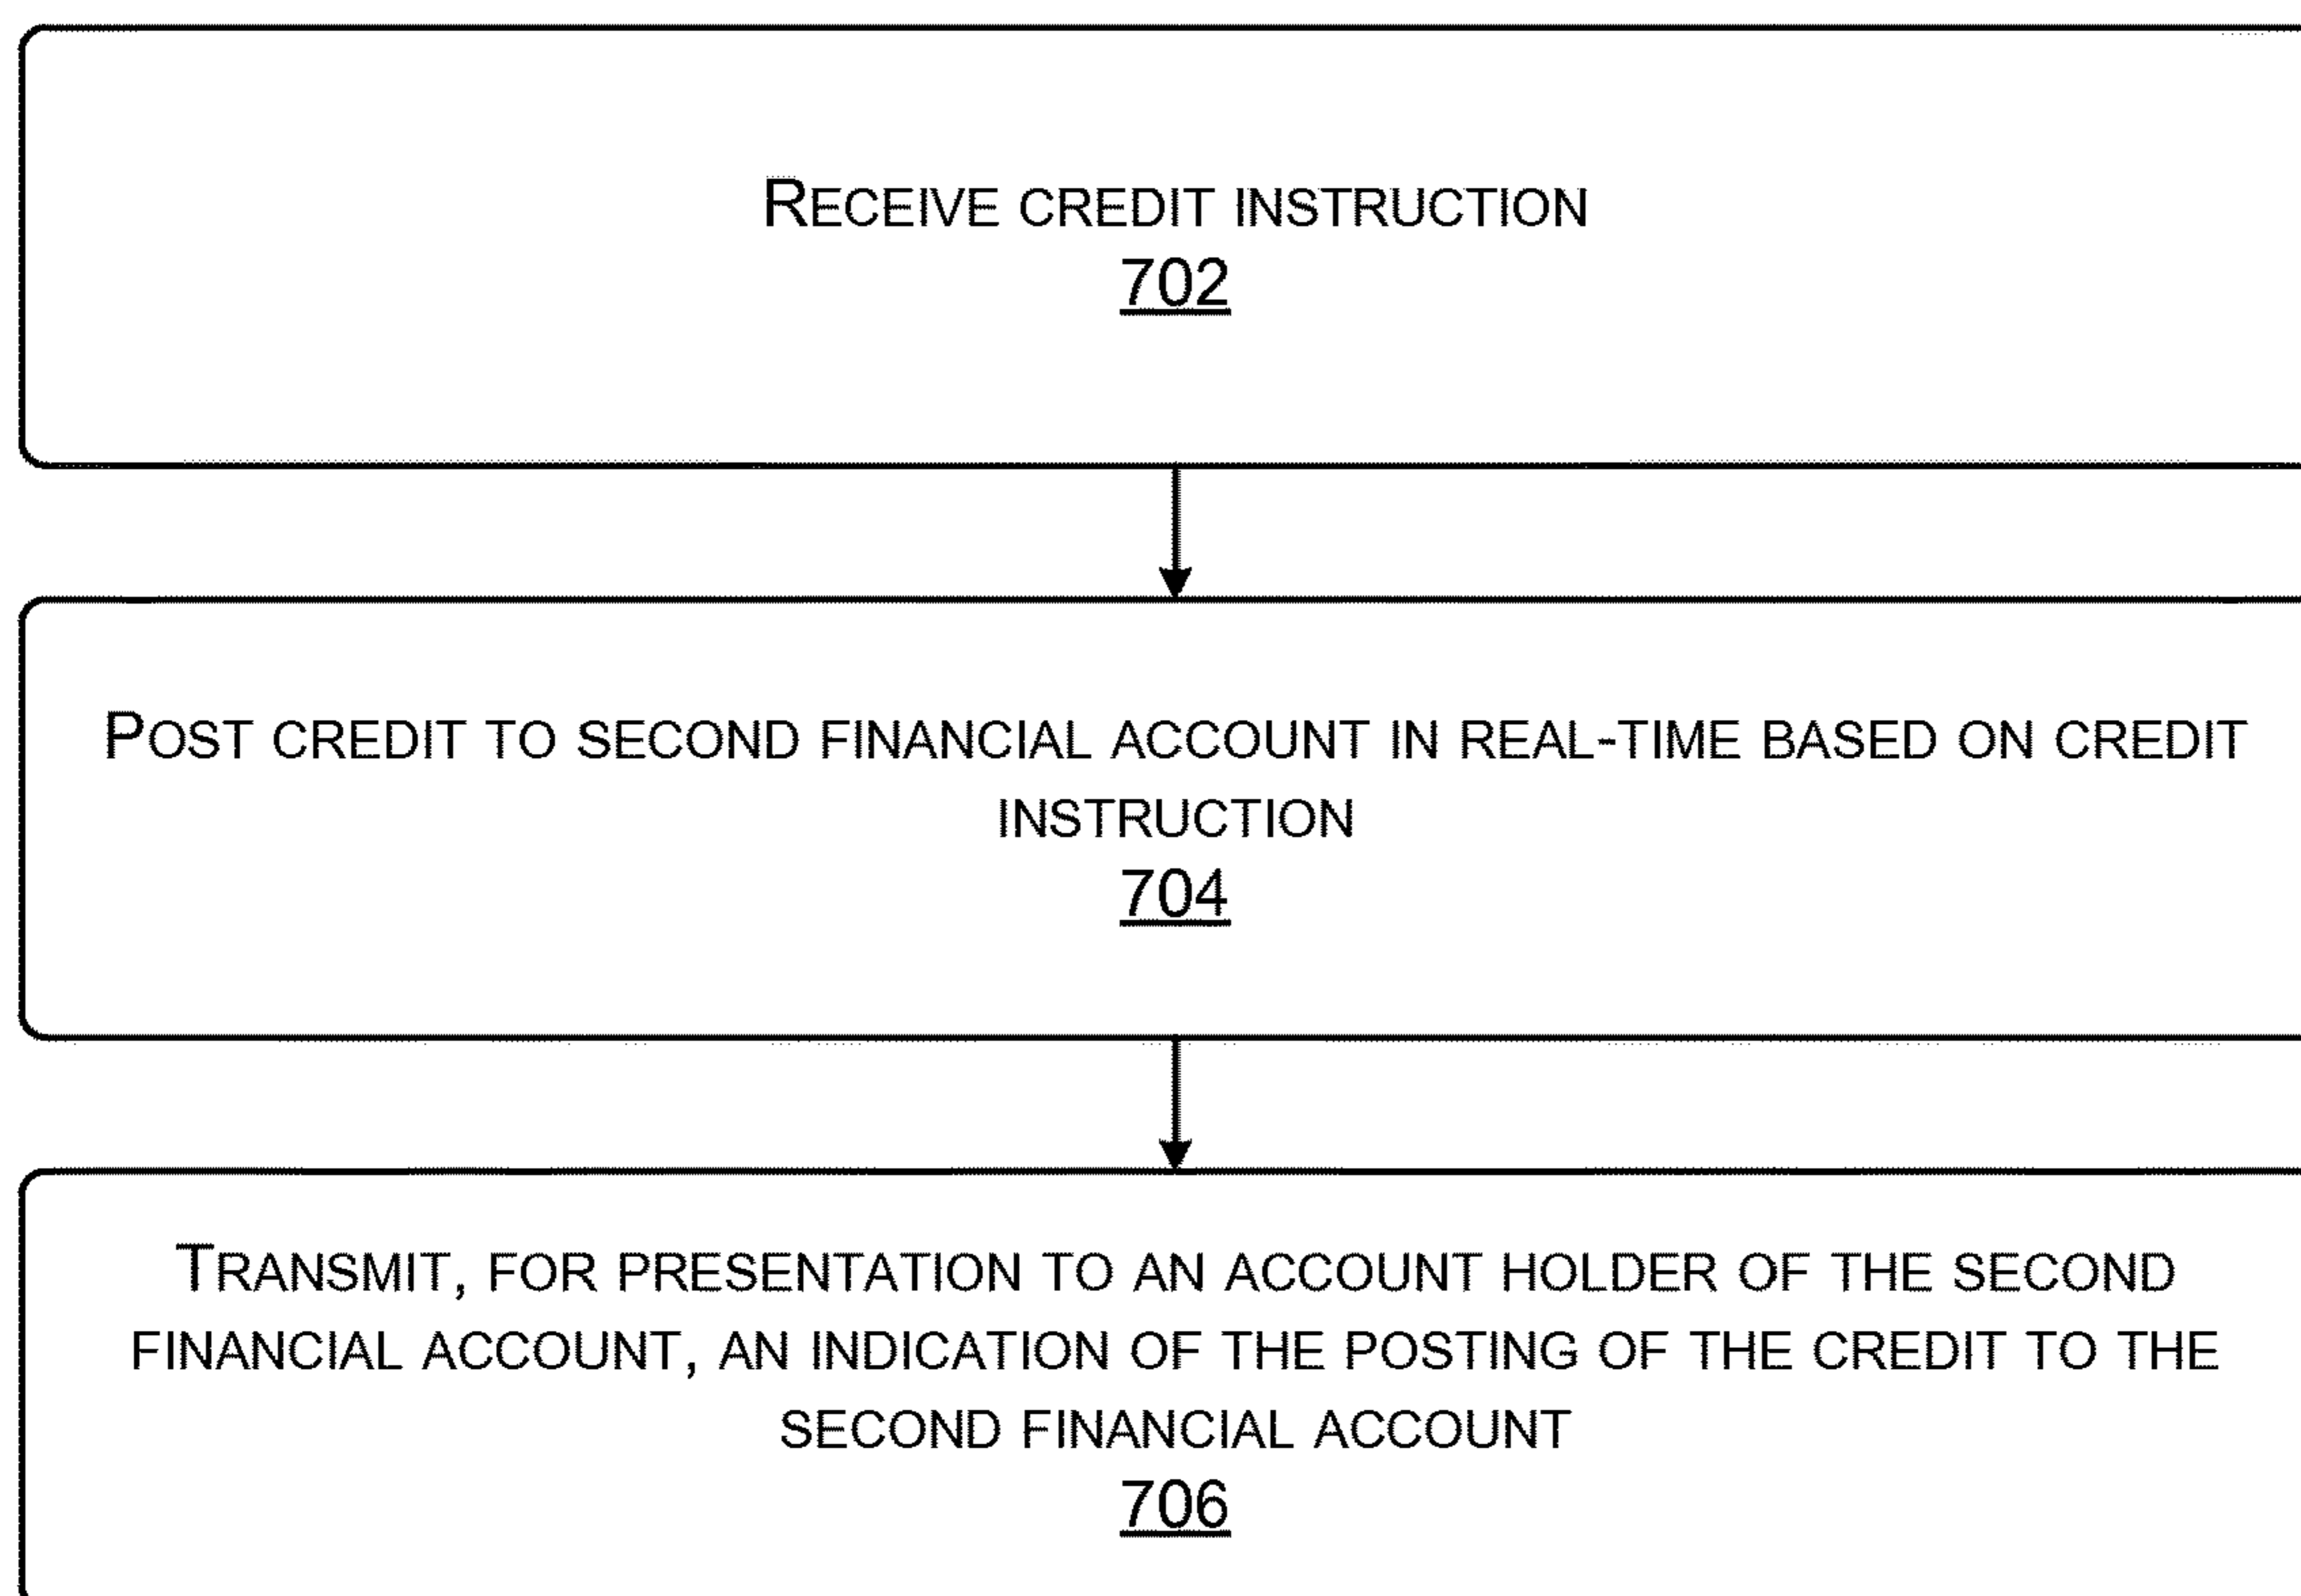 RECEIVE CREDIT INSTRUCTION
702
POST CREDIT TO SECOND FINANCIAL ACCOUNT IN REAL-TIME BASED ON CREDIT
INSTRUCTION
704
TRANSMIT, FOR PRESENTATION TO AN ACCOUNT HOLDER OF THE SECOND
FINANCIAL ACCOUNT, AN INDICATION OF THE POSTING OF THE CREDIT TO THE
SECOND FINANCIAL ACCOUNT
706